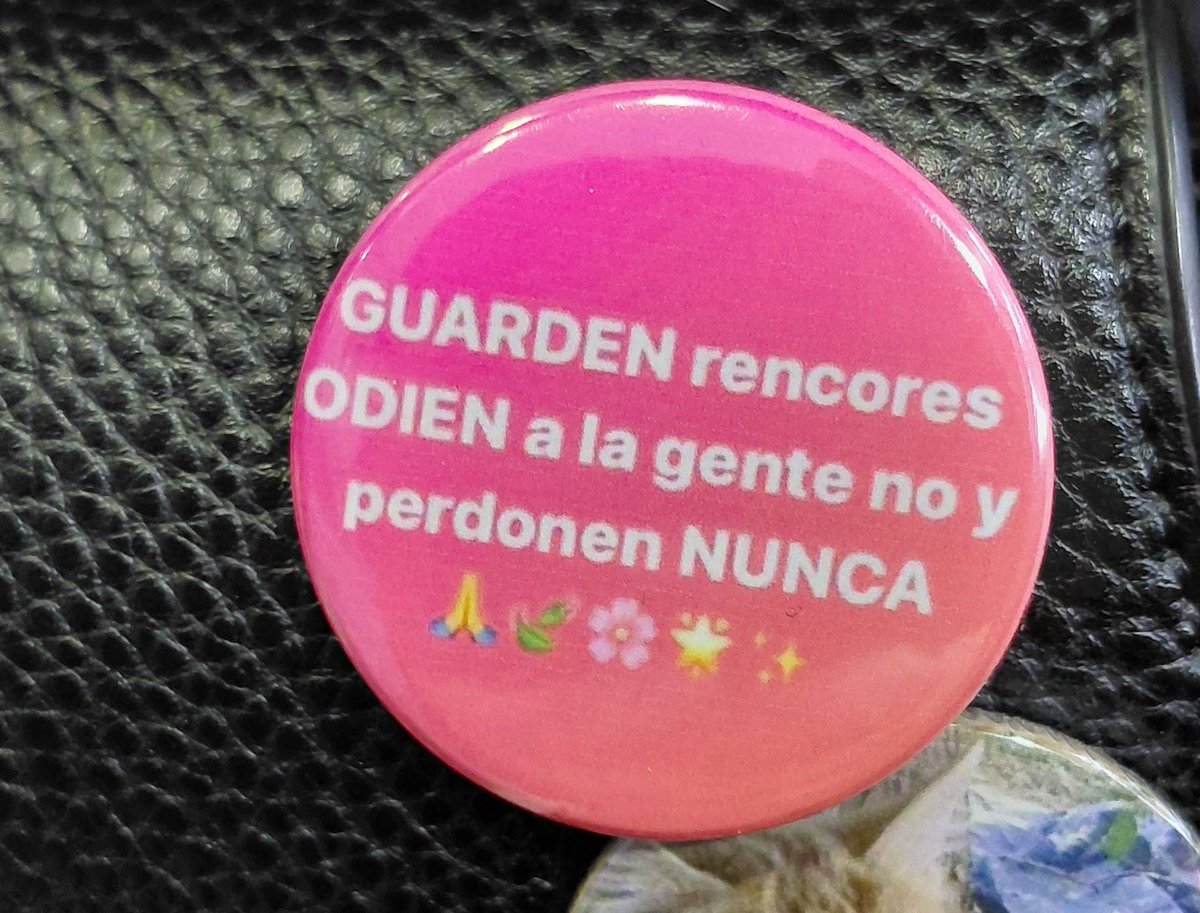 GUARDEN rencores
ODIEN a la gente no y
perdonen NUNCA
🙏🌿🌸🌟✨